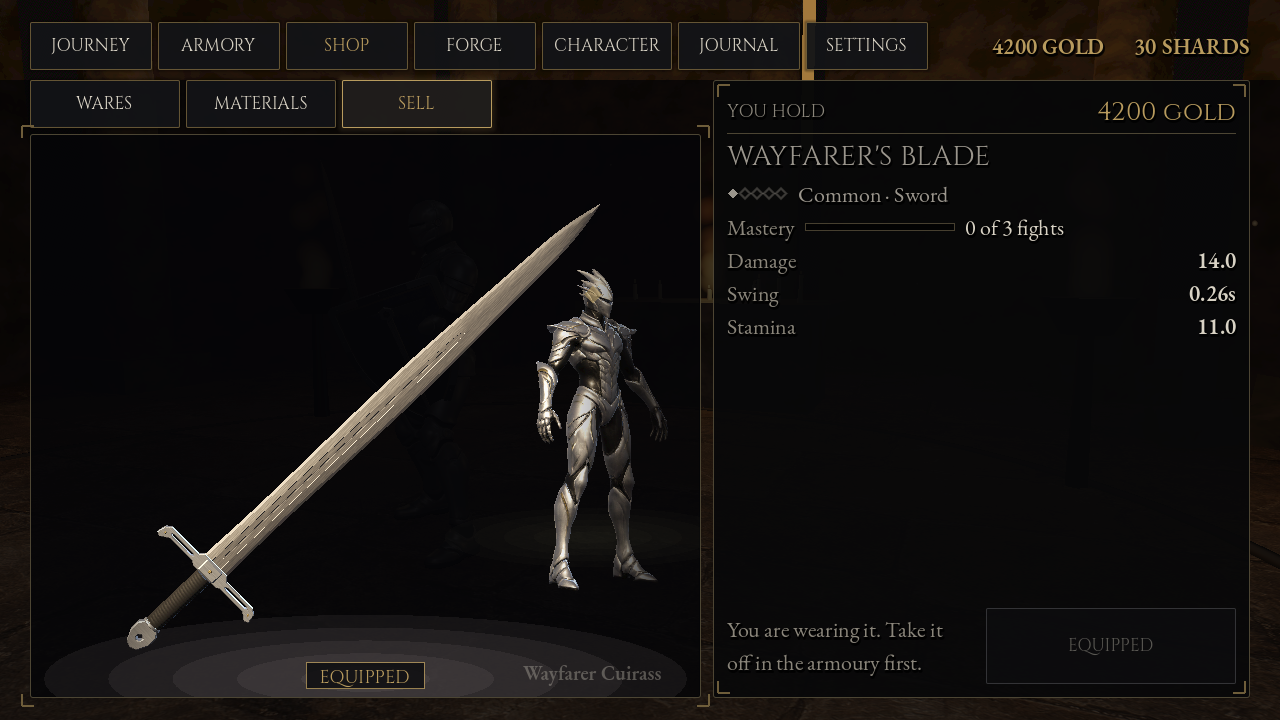 JOURNEY
ARMORY
SHOP
FORGE
CHARACTER
JOURNAL
SETTINGS
4200 GOLD
30 SHARDS
WARES
MATERIALS
SELL
YOU HOLD
4200 GOLD
WAYFARER'S BLADE
Common · Sword
Mastery 0 of 3 fights
Damage 14.0
Swing 0.26s
Stamina 11.0
You are wearing it. Take it
off in the armoury first.
EQUIPPED
EQUIPPED
Wayfarer Cuirass